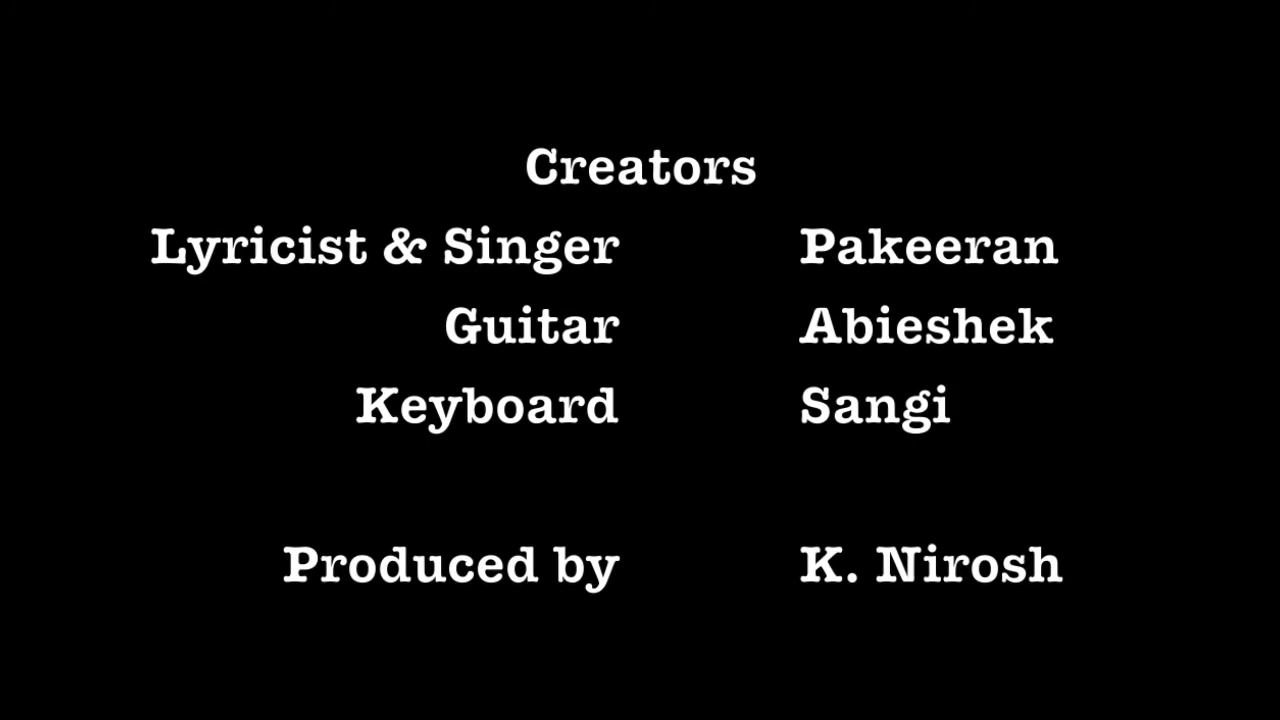 Creators
Lyricist & Singer Pakeeran
Guitar Abieshek
Keyboard Sangi
Produced by K. Nirosh